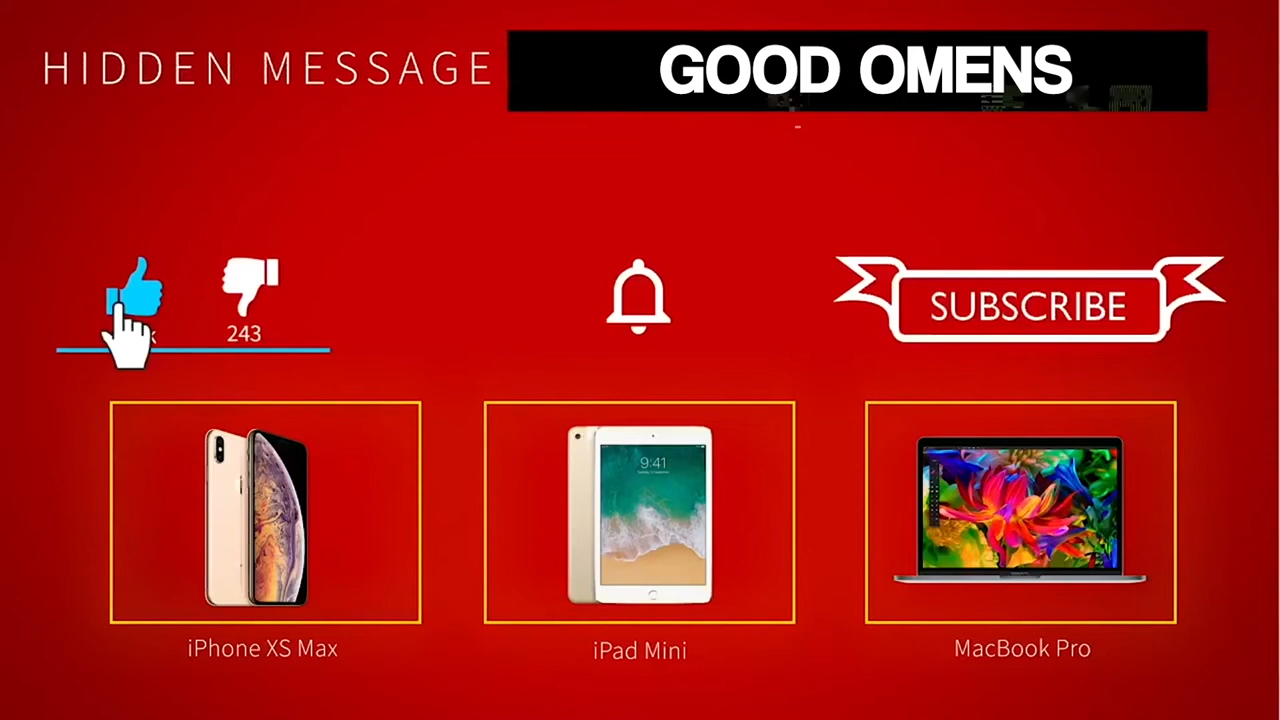 HIDDEN MESSAGE
GOOD OMENS
243
SUBSCRIBE
9:41
iPhone XS Max
iPad Mini
MacBook Pro